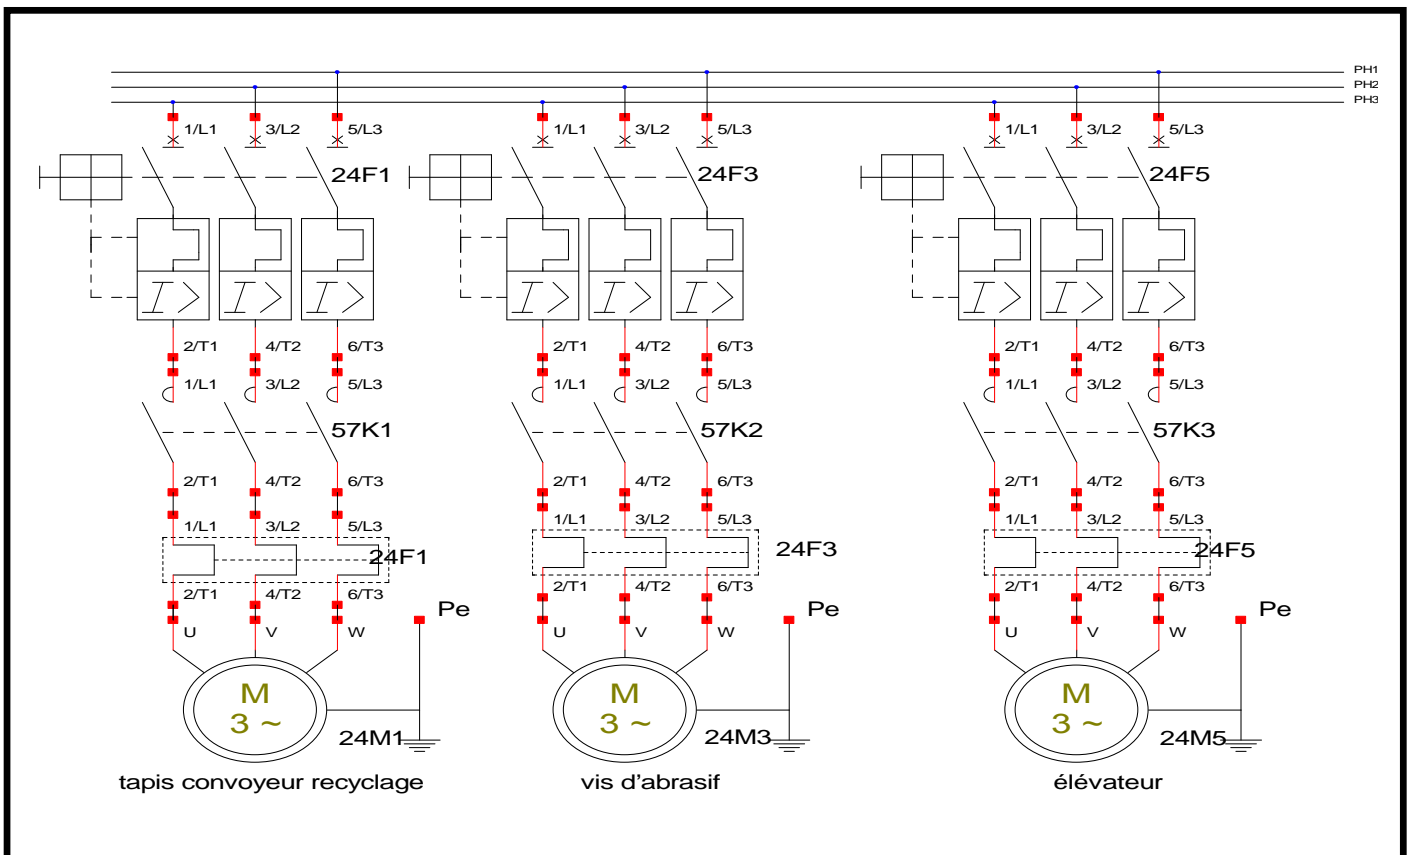 PH1
PH2
PH3
1/L1 3/L2 5/L3 1/L1 3/L2 5/L3 1/L1 3/L2 5/L3
24F1 24F3 24F5
2/T1 4/T2 6/T3 2/T1 4/T2 6/T3 2/T1 4/T2 6/T3
1/L1 3/L2 5/L3 1/L1 3/L2 5/L3 1/L1 3/L2 5/L3
57K1 57K2 57K3
2/T1 4/T2 6/T3 2/T1 4/T2 6/T3 2/T1 4/T2 6/T3
1/L1 3/L2 5/L3 1/L1 3/L2 5/L3 1/L1 3/L2 5/L3
24F1 24F3 24F5
2/T1 4/T2 6/T3 2/T1 4/T2 6/T3 2/T1 4/T2 6/T3
Pe Pe Pe
U V W U V W U V W
M M M
3 ~ 3 ~ 3 ~
24M1 24M3 24M5
tapis convoyeur recyclage vis d'abrasif élévateur